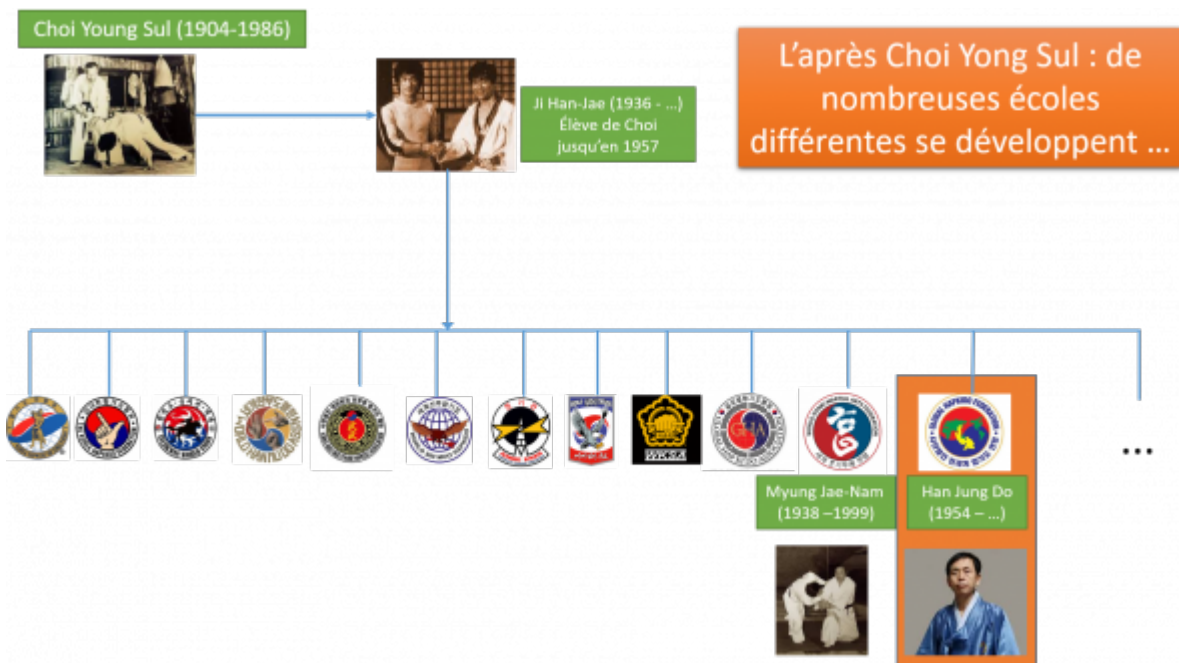 Choi Young Sul (1904-1986)
L'après Choi Yong Sul : de
nombreuses écoles
différentes se développent ...
Ji Han-Jae (1936 - ...)
Élève de Choi
jusqu'en 1957
GHA
...
Myung Jae-Nam
(1938 –1999)
Han Jung Do
(1954 – ...)